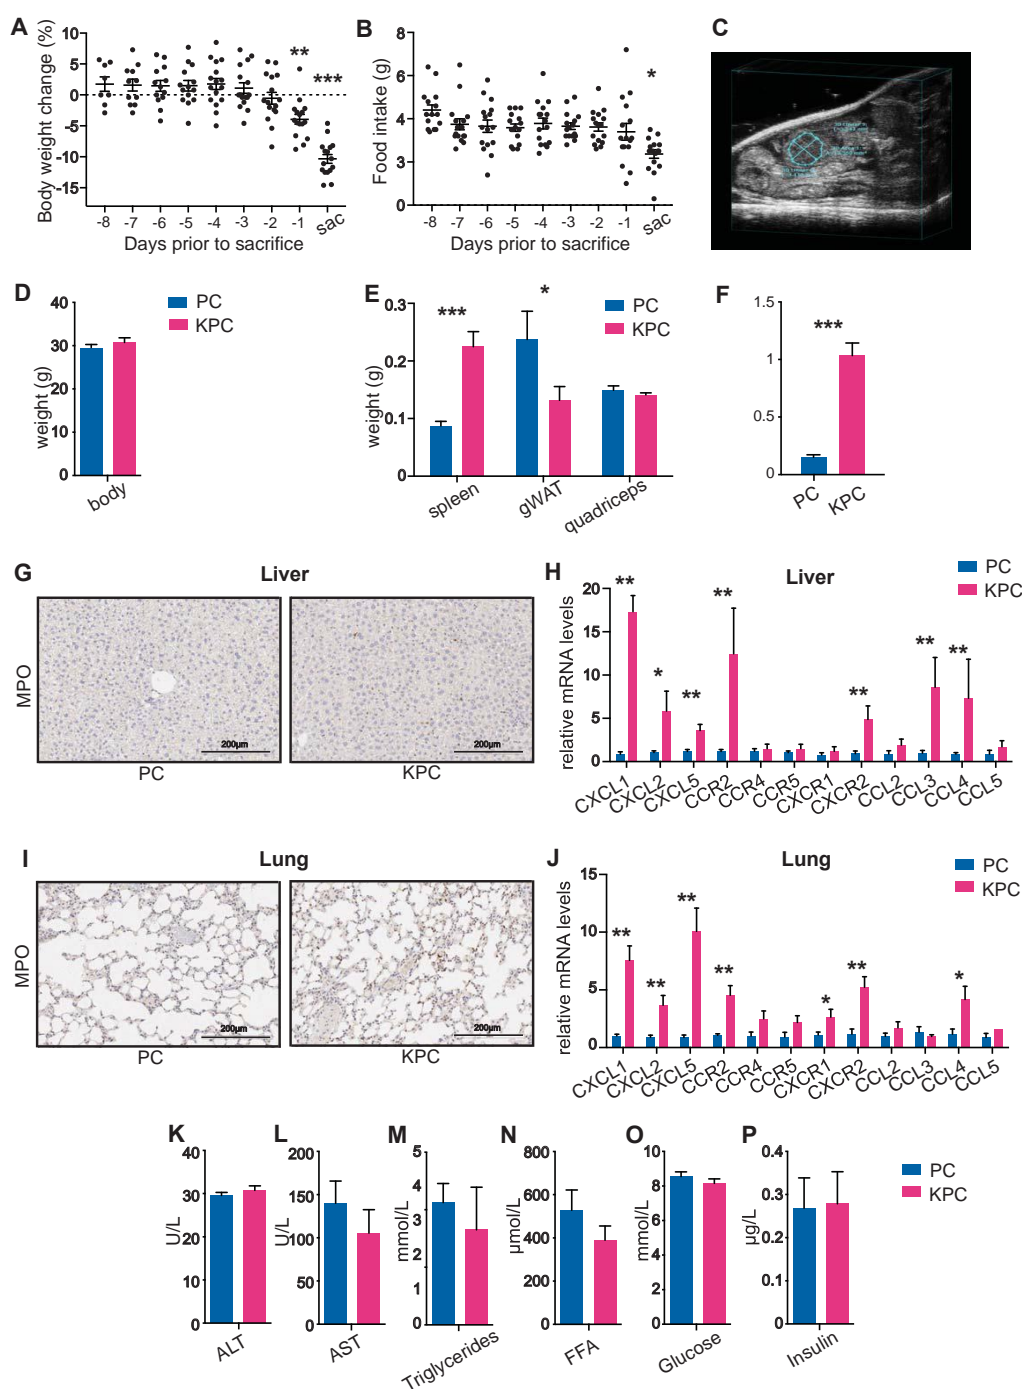 A
Body weight change (%)
10
5
0
-5
-10
-15
**
***
-8 -7 -6 -5 -4 -3 -2 -1 sac
Days prior to sacrifice
B
Food intake (g)
8
6
4
3
0
*
-8 -7 -6 -5 -4 -3 -2 -1 sac
Days prior to sacrifice
C
D
PC
KPC
weight (g)
40
30
20
10
0
body
E
PC
KPC
weight (g)
0.3
0.2
0.1
0
***
*
spleen gWAT quadriceps
F
1.5
1
0.5
0
***
PC KPC
G
Liver
MPO
200µm
200µm
PC
KPC
H
Liver
PC
KPC
relative mRNA levels
20
15
10
5
0
** * ** ** ** ** **
CXCL1 CXCL2 CXCL5 CCR2 CCR4 CCR5 CXCR1 CXCR2 CCL2 CCL3 CCL4 CCL5
I
Lung
MPO
200µm
200µm
PC
KPC
J
Lung
PC
KPC
relative mRNA levels
15
10
5
0
** ** ** ** * ** *
CXCL1 CXCL2 CXCL5 CCR2 CCR4 CCR5 CXCR1 CXCR2 CCL2 CCL3 CCL4 CCL5
K
U/L
40
30
20
10
0
ALT
L
U/L
200
150
100
50
0
AST
M
mmol/L
5
4
3
2
1
0
Triglycerides
N
µmol/L
800
600
400
200
0
FFA
O
mmol/L
10
8
6
4
2
0
Glucose
P
µg/L
0.4
0.3
0.2
0.1
0
Insulin
PC
KPC